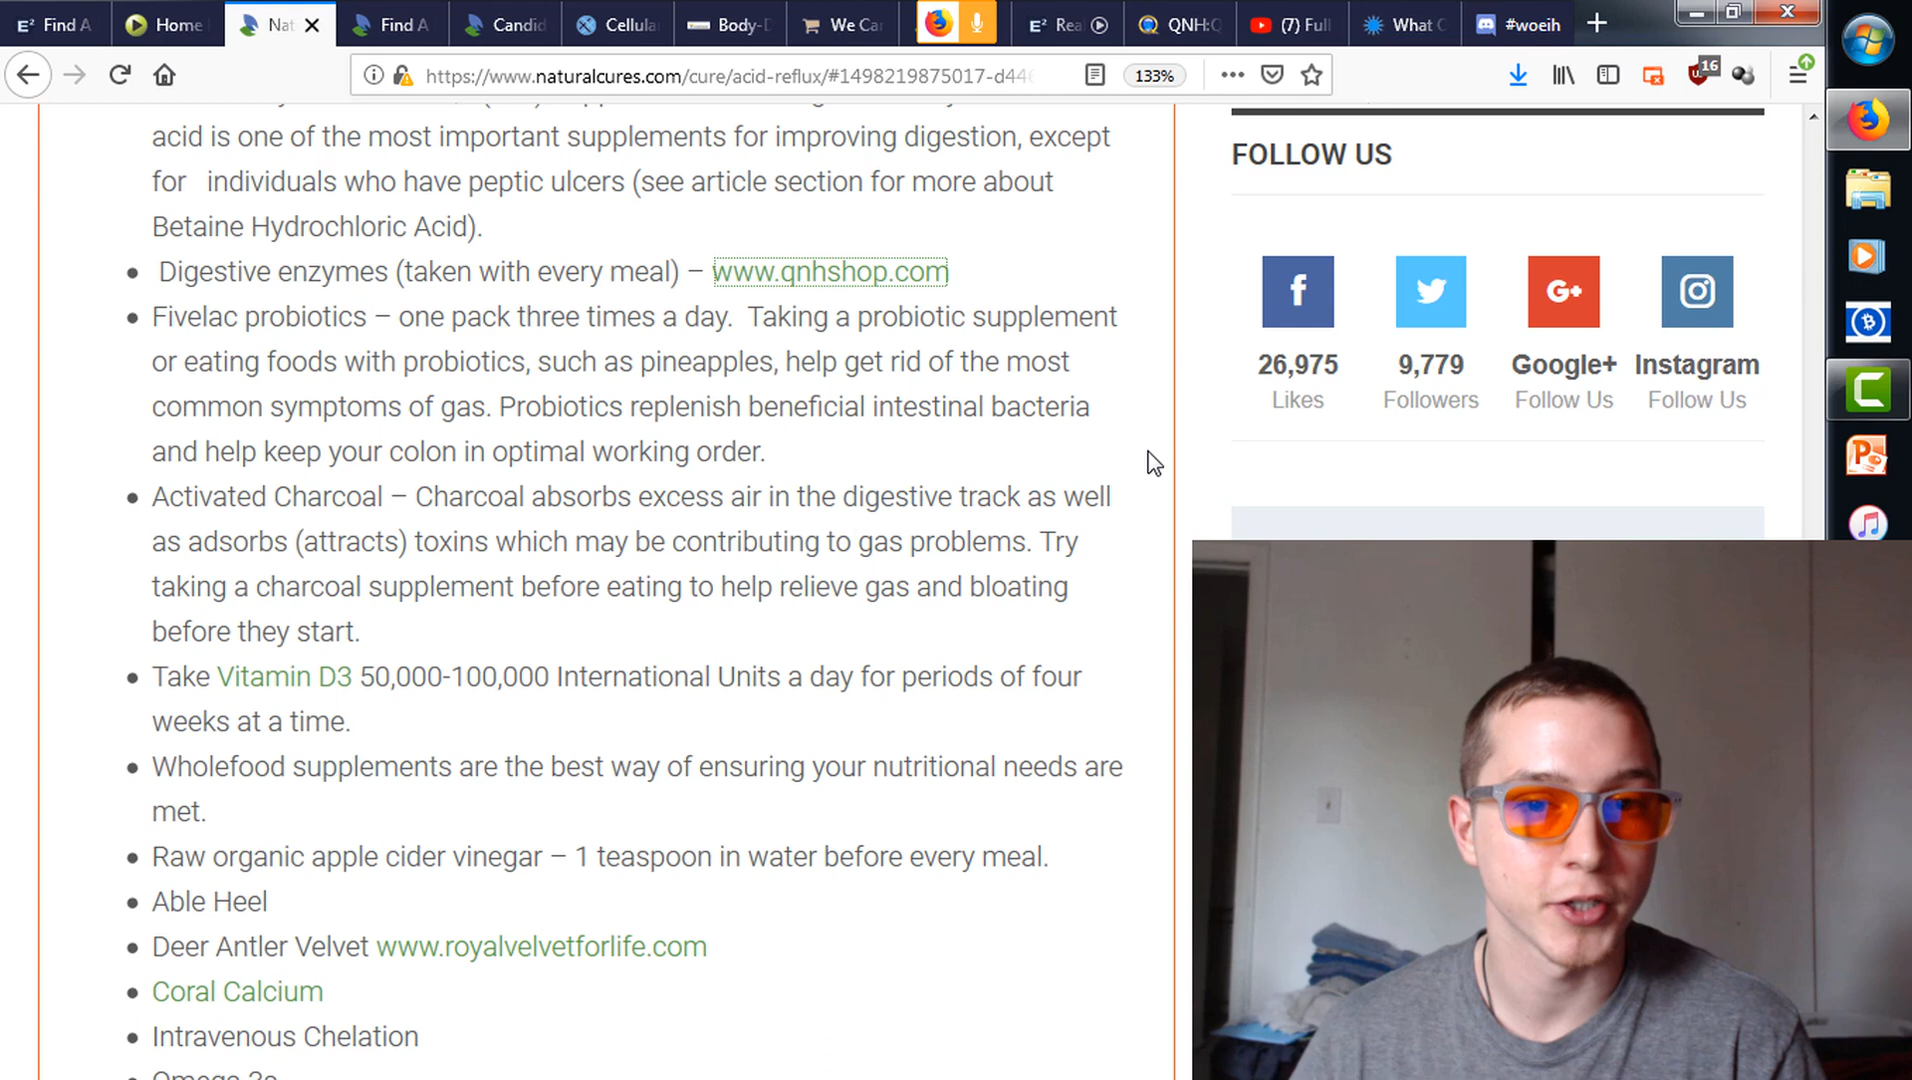 E² Find A
Home
Nat
Find A
Candid
Cellula
Body-D
We Car
E² Rea
QNH:Q
(7) Full
What C
#woeih
https://www.naturalcures.com/cure/acid-reflux/#1498219875017-d446
133%
16
acid is one of the most important supplements for improving digestion, except
for individuals who have peptic ulcers (see article section for more about
Betaine Hydrochloric Acid).
Digestive enzymes (taken with every meal) – www.qnhshop.com
Fivelac probiotics – one pack three times a day. Taking a probiotic supplement
or eating foods with probiotics, such as pineapples, help get rid of the most
common symptoms of gas. Probiotics replenish beneficial intestinal bacteria
and help keep your colon in optimal working order.
Activated Charcoal – Charcoal absorbs excess air in the digestive track as well
as adsorbs (attracts) toxins which may be contributing to gas problems. Try
taking a charcoal supplement before eating to help relieve gas and bloating
before they start.
Take Vitamin D3 50,000-100,000 International Units a day for periods of four
weeks at a time.
Wholefood supplements are the best way of ensuring your nutritional needs are
met.
Raw organic apple cider vinegar – 1 teaspoon in water before every meal.
Able Heel
Deer Antler Velvet www.royalvelvetforlife.com
Coral Calcium
Intravenous Chelation
FOLLOW US
f
G+
26,975
Likes
9,779
Followers
Google+
Follow Us
Instagram
Follow Us